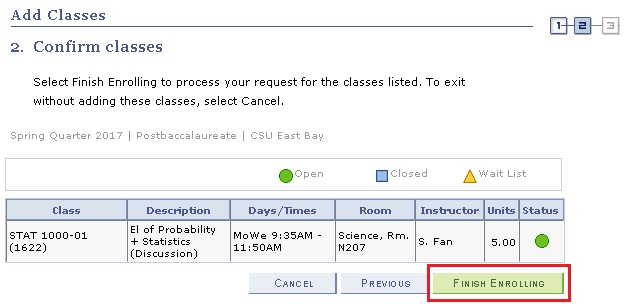 Add Classes
1 2 3
2. Confirm classes
Select Finish Enrolling to process your request for the classes listed. To exit
without adding these classes, select Cancel.
Spring Quarter 2017 | Postbaccalaureate | CSU East Bay
Open Closed Wait List
Class Description Days/Times Room Instructor Units Status
STAT 1000-01
(1622)
El of Probability
+ Statistics
(Discussion)
MoWe 9:35AM -
11:50AM
Science, Rm.
N207
S. Fan
5.00
CANCEL PREVIOUS FINISH ENROLLING